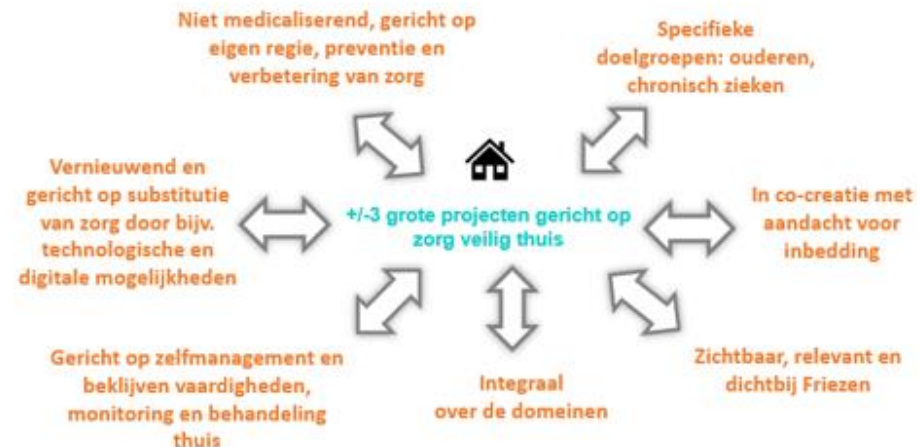 Niet medicaliserend, gericht op
eigen regie, preventie en
verbetering van zorg
Specifieke
doelgroepen: ouderen,
chronisch zieken
Vernieuwend en
gericht op substitutie
van zorg door bijv.
technologische en
digitale mogelijkheden
+/-3 grote projecten gericht op
zorg veilig thuis
In co-creatie met
aandacht voor
inbedding
Gericht op zelfmanagement en
beklijven vaardigheden,
monitoring en behandeling
thuis
Integraal
over de domeinen
Zichtbaar, relevant en
dichtbij Friezen